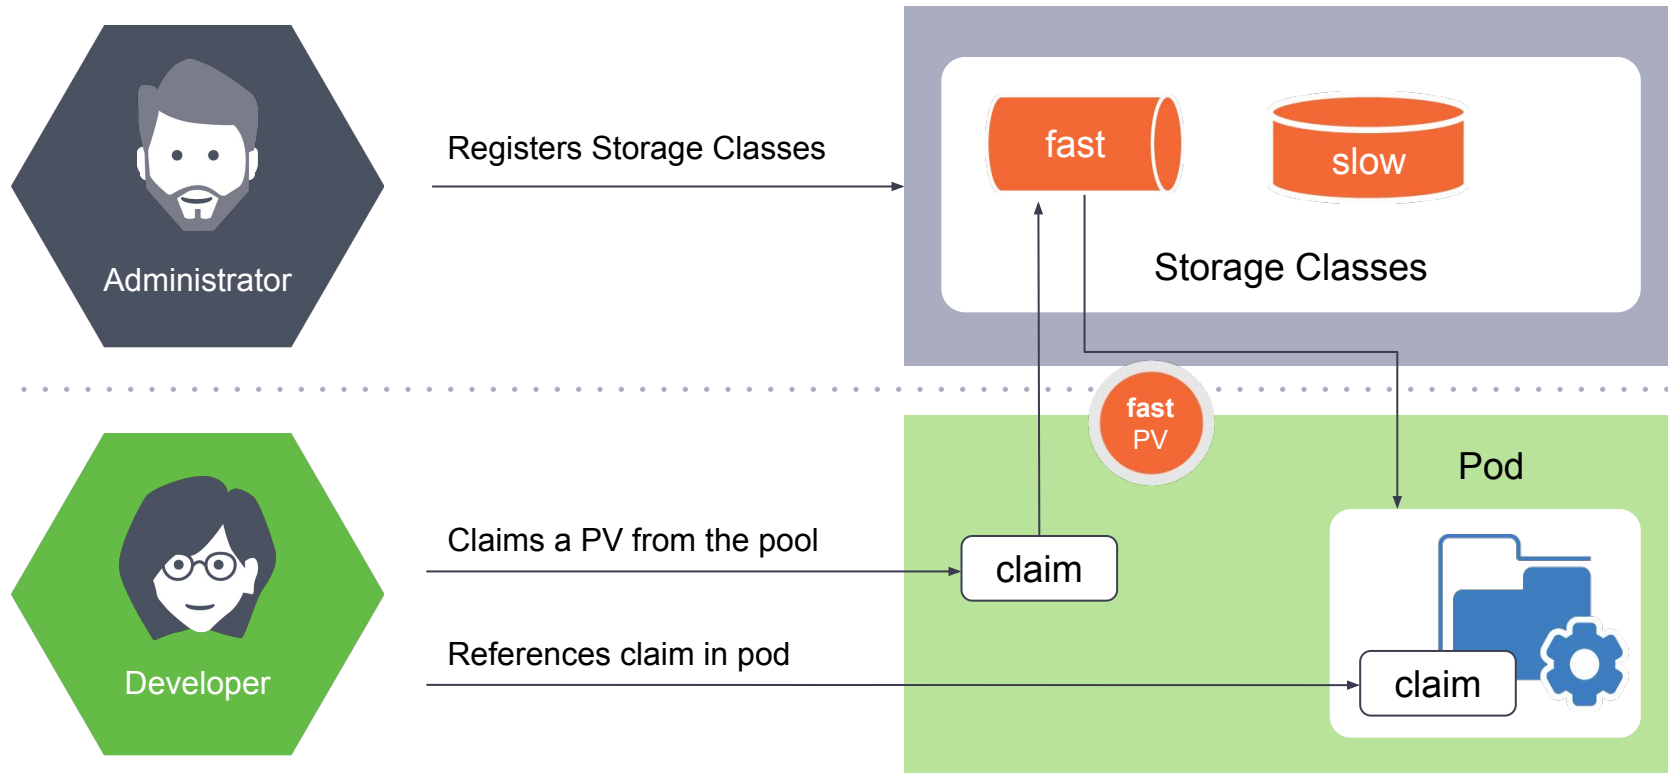 Administrator
Registers Storage Classes
fast
slow
Storage Classes
fast
PV
Pod
Developer
Claims a PV from the pool
claim
References claim in pod
claim